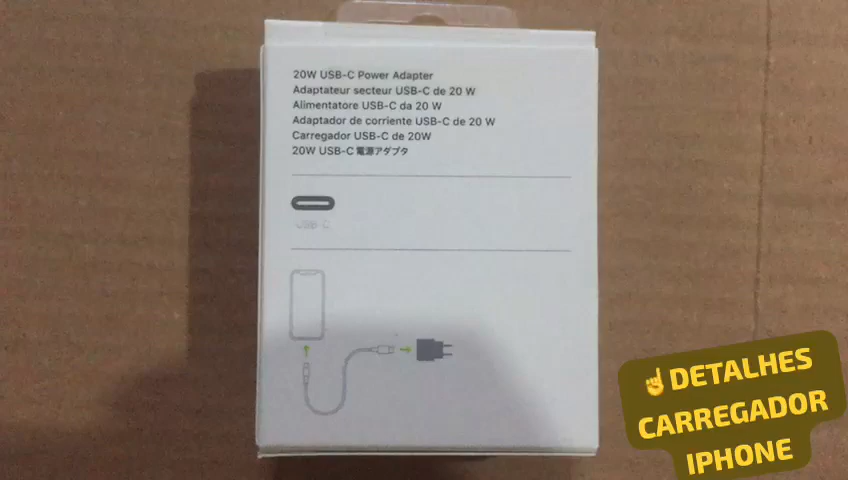 20W USB-C Power Adapter
Adaptateur secteur USB-C de 20 W
Alimentatore USB-C da 20 W
Adaptador de corriente USB-C de 20 W
Carregador USB-C de 20W
20W USB-C 電源アダプタ
USB-C
☝DETALHES
CARREGADOR
IPHONE